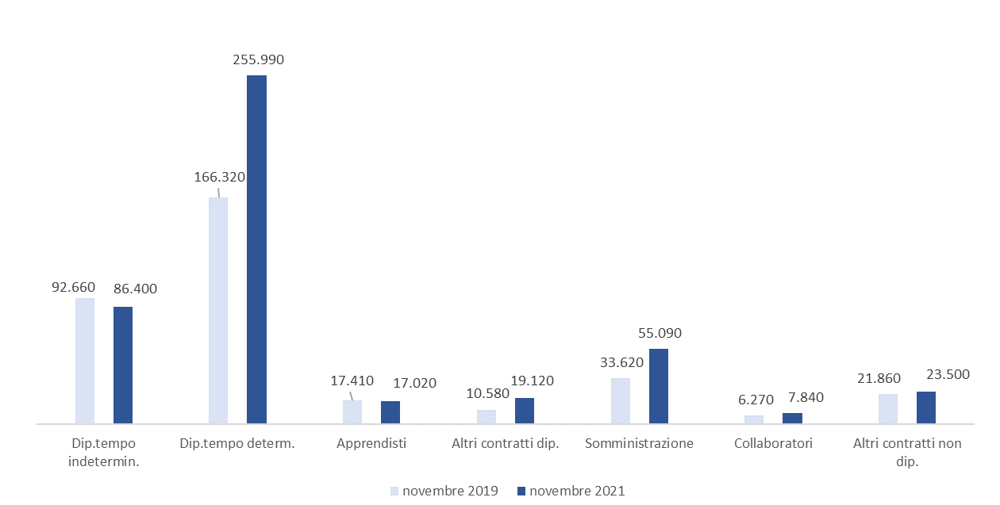 255.990
166.320
92.660
86.400
55.090
33.620
17.410
17.020
10.580
19.120
6.270
7.840
21.860
23.500
Dip.tempo
indetermin.
Dip.tempo determ.
Apprendisti
Altri contratti dip.
Somministrazione
Collaboratori
Altri contratti non
dip.
novembre 2019
novembre 2021